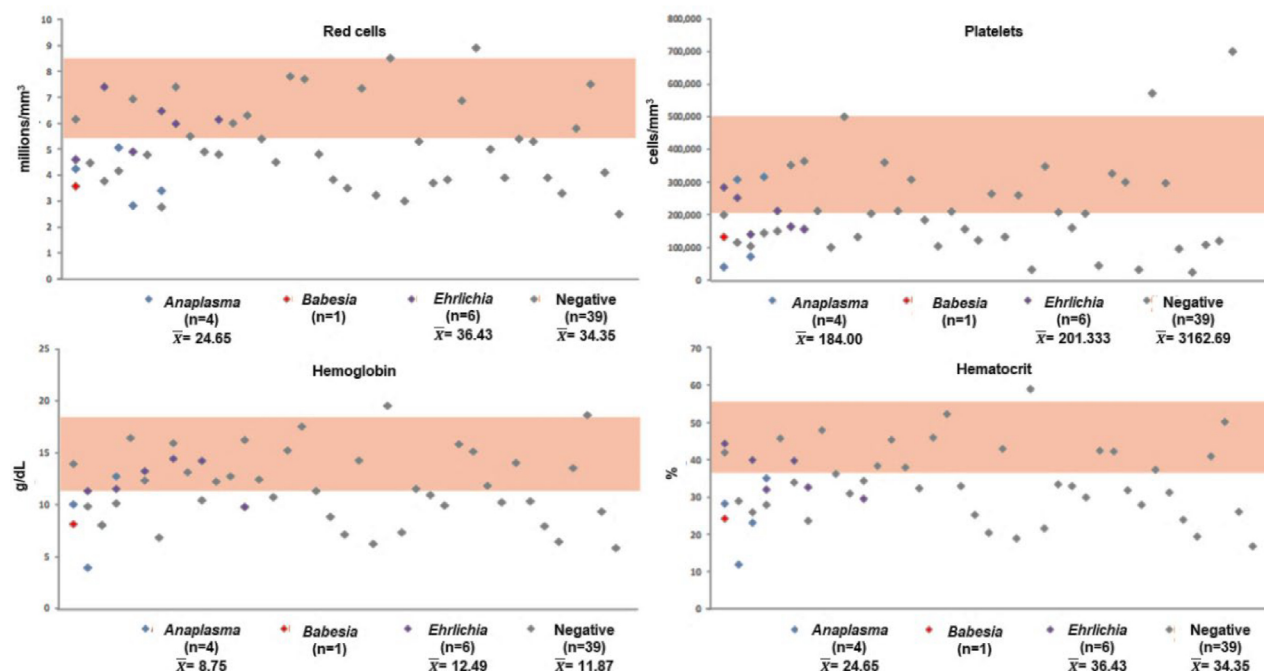 Red cells
millions/mm³
10
9
8
7
6
5
4
3
2
1
0
Anaplasma Babesia Ehrlichia Negative
(n=4) (n=1) (n=6) (n=39)
X̅= 24.65 X̅= 36.43 X̅= 34.35
Platelets
cells/mm³
800,000
700,000
600,000
500,000
400,000
300,000
200,000
100,000
0
Anaplasma Babesia Ehrlichia Negative
(n=4) (n=1) (n=6) (n=39)
X̅= 184.00 X̅= 201.333 X̅= 3162.69
Hemoglobin
g/dL
25
20
15
10
5
0
Anaplasma Babesia Ehrlichia Negative
(n=4) (n=1) (n=6) (n=39)
X̅= 8.75 X̅= 12.49 X̅= 11.87
Hematocrit
%
70
60
50
40
30
20
10
0
Anaplasma Babesia Ehrlichia Negative
(n=4) (n=1) (n=6) (n=39)
X̅= 24.65 X̅= 36.43 X̅= 34.35